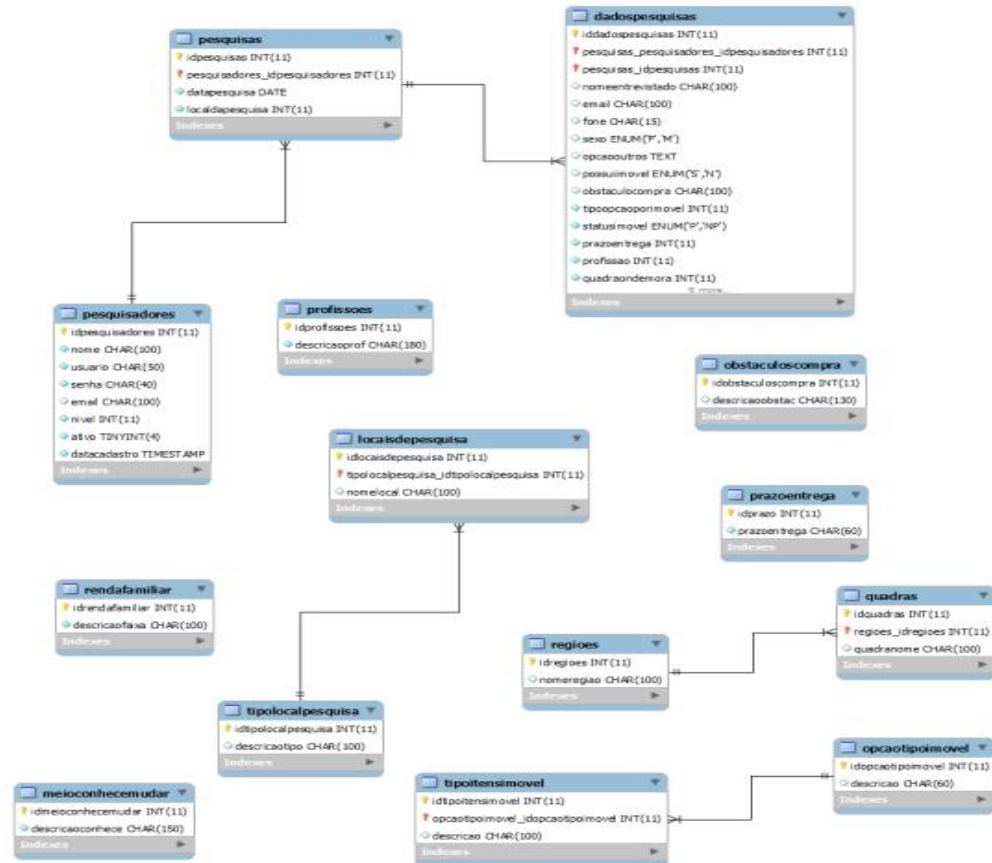 pesquisas
idpesquisas INT(11)
pesquisadores_idpesquisadores INT(11)
datapesquisa DATE
localdapesquisa INT(11)
Indexes
dadospesquisas
iddadospesquisas INT(11)
pesquisas_pesquisadores_idpesquisadores INT(11)
pesquisas_idpesquisas INT(11)
nomeentrevistado CHAR(100)
email CHAR(100)
fone CHAR(15)
sexo ENUM('F','M')
opcaooutros TEXT
possuiimovel ENUM('S','N')
obstaculocompra CHAR(100)
tipoopcaoporimovel INT(11)
statusimovel ENUM('P','NP')
prazoentrega INT(11)
profissao INT(11)
quadraondemora INT(11)
Indexes
pesquisadores
idpesquisadores INT(11)
nome CHAR(100)
usuario CHAR(50)
senha CHAR(40)
email CHAR(100)
nivel INT(11)
ativo TINYINT(4)
datacadastro TIMESTAMP
Indexes
profissoes
idprofissoes INT(11)
descricaoprof CHAR(180)
Indexes
obstaculoscompra
idobstaculoscompra INT(11)
descricaoobstac CHAR(130)
Indexes
locaisdepesquisa
idlocaisdepesquisa INT(11)
tipolocalpesquisa_idtipolocalpesquisa INT(11)
nomelocal CHAR(100)
Indexes
prazoentrega
idprazo INT(11)
prazoentrega CHAR(60)
Indexes
rendafamiliar
idrendafamiliar INT(11)
descricaofaixa CHAR(100)
Indexes
regioes
idregioes INT(11)
nomeregiao CHAR(100)
Indexes
quadras
idquadras INT(11)
regioes_idregioes INT(11)
quadranome CHAR(100)
Indexes
tipolocalpesquisa
idtipolocalpesquisa INT(11)
descricaotipo CHAR(100)
Indexes
opcaotipoimovel
idopcaotipoimovel INT(11)
descricao CHAR(60)
Indexes
meioconhecemudar
idmeioconhecemudar INT(11)
descricaoconhece CHAR(150)
Indexes
tipoitensimovel
idtipoitensimovel INT(11)
opcaotipoimovel_idopcaotipoimovel INT(11)
descricao CHAR(100)
Indexes